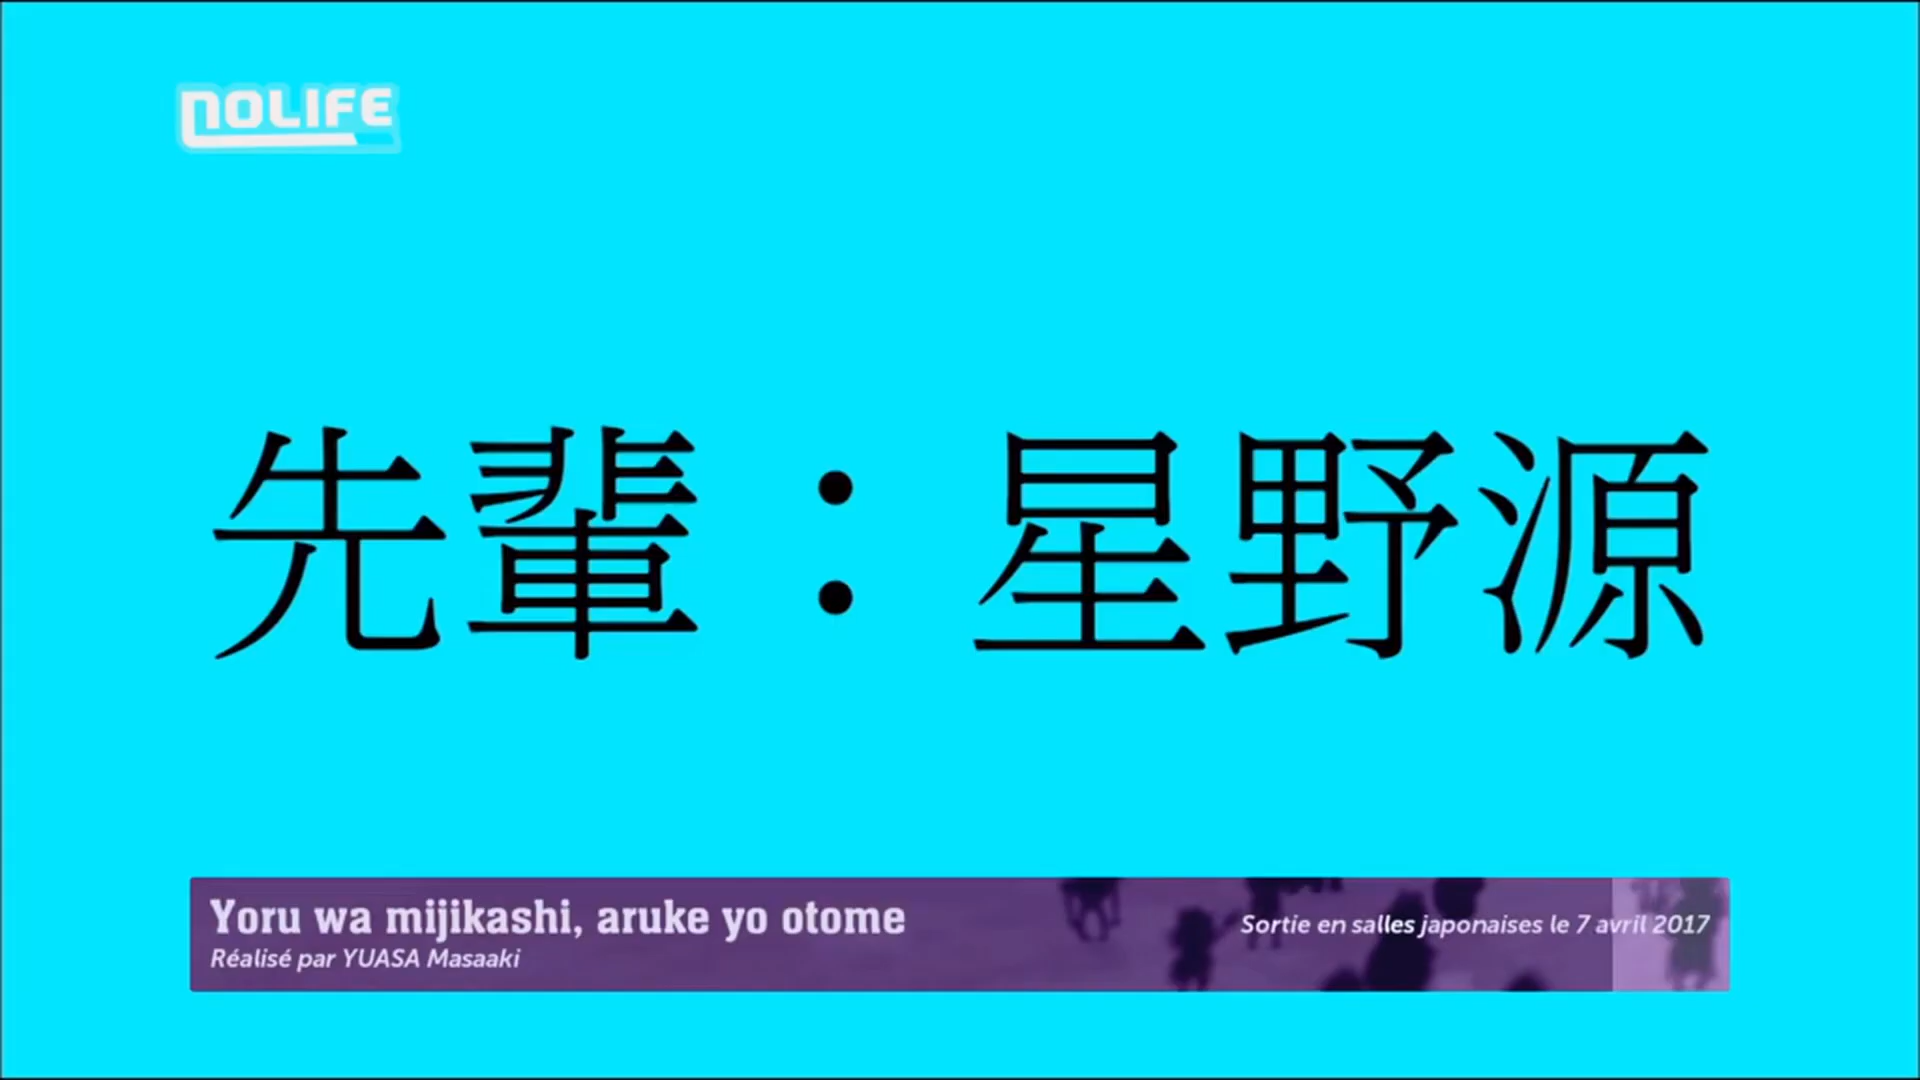 NOLIFE
先輩：星野源
Yoru wa mijikashi, aruke yo otome
Sortie en salles japonaises le 7 avril 2017
Réalisé par YUASA Masaaki